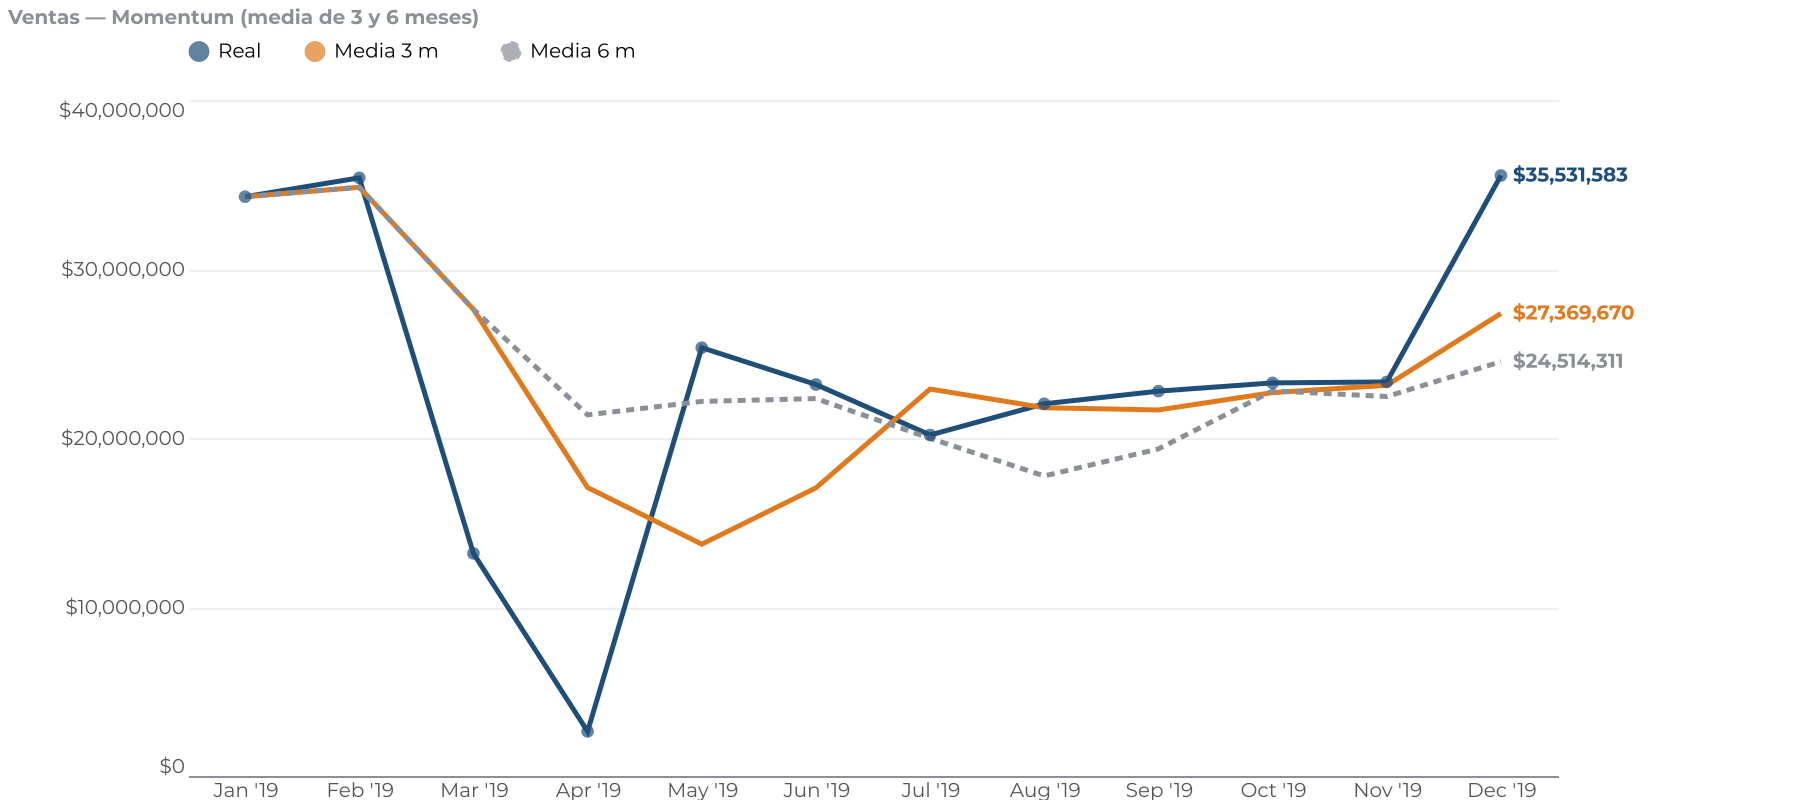 Ventas — Momentum (media de 3 y 6 meses)
Real Media 3 m Media 6 m
$40,000,000
$35,531,583
$30,000,000
$27,369,670
$24,514,311
$20,000,000
$10,000,000
$0
Jan '19 Feb '19 Mar '19 Apr '19 May '19 Jun '19 Jul '19 Aug '19 Sep '19 Oct '19 Nov '19 Dec '19